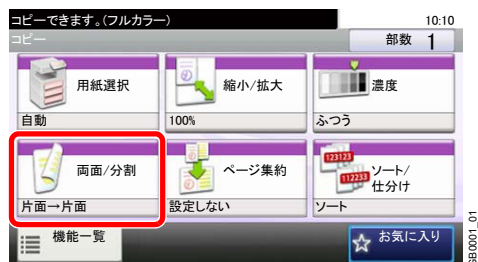 コピーできます。(フルカラー)
10:10
コピー
部数 1
用紙選択
自動
縮小/拡大
100%
濃度
ふつう
両面/分割
片面→片面
ページ集約
設定しない
123123
112233
ソート/
仕分け
ソート
機能一覧
お気に入り